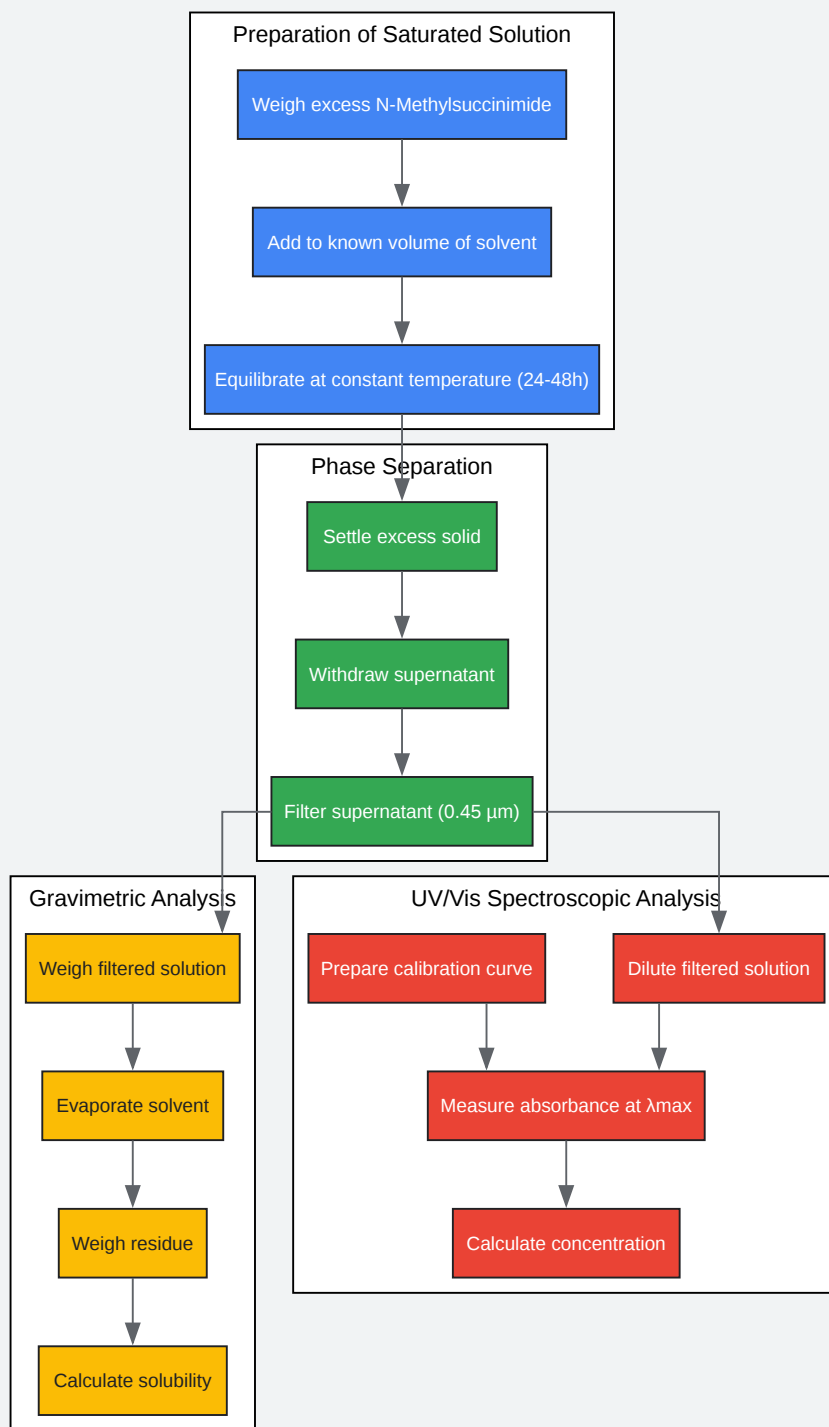 Preparation of Saturated Solution
Weigh excess N-Methylsuccinimide
Add to known volume of solvent
Equilibrate at constant temperature (24-48h)
Phase Separation
Settle excess solid
Withdraw supernatant
Filter supernatant (0.45 µm)
Gravimetric Analysis
Weigh filtered solution
Evaporate solvent
Weigh residue
Calculate solubility
UV/Vis Spectroscopic Analysis
Prepare calibration curve
Dilute filtered solution
Measure absorbance at λmax
Calculate concentration